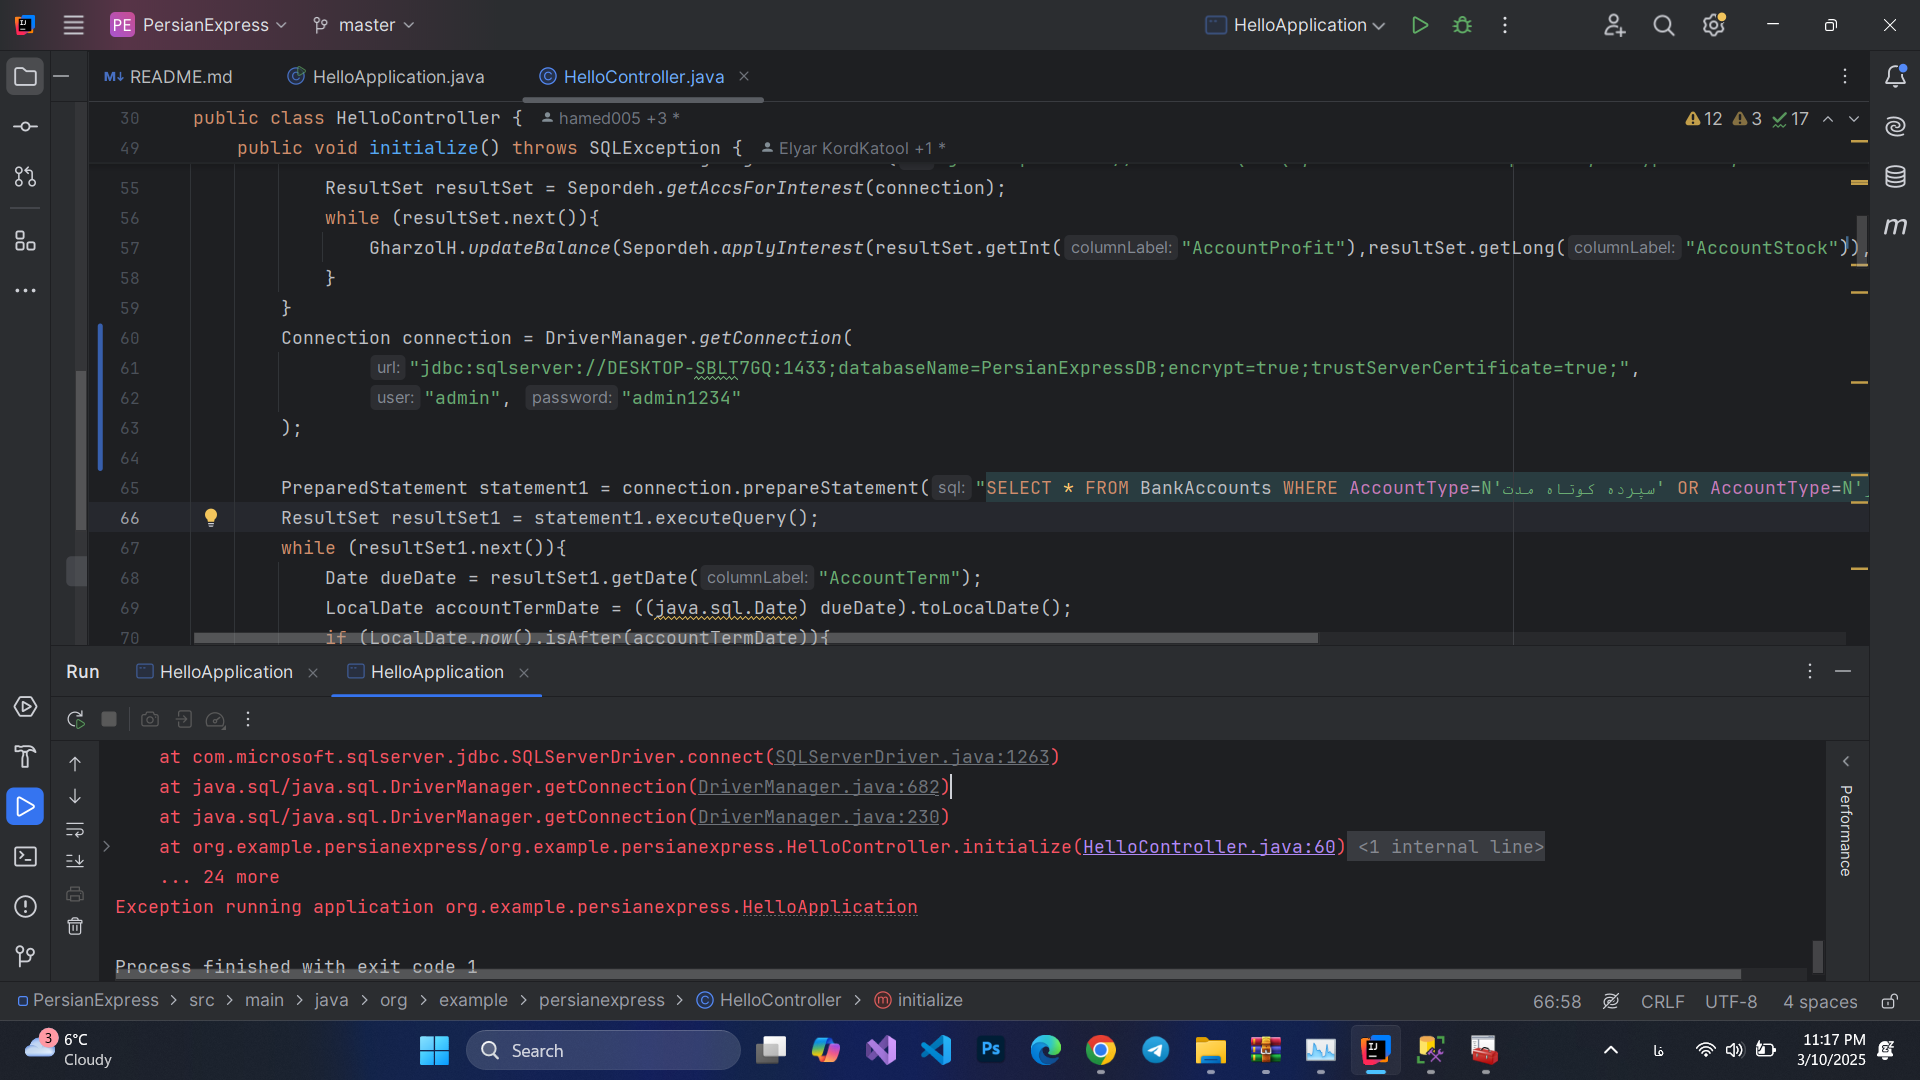 PE PersianExpress master HelloApplication
README.md HelloApplication.java HelloController.java
30 public class HelloController { hamed005 +3 * 12 3 17
49 public void initialize() throws SQLException { Elyar KordKatool +1 *
55 ResultSet resultSet = Sepordeh.getAccsForInterest(connection);
56 while (resultSet.next()){
57 GharzolH.updateBalance(Sepordeh.applyInterest(resultSet.getInt( columnLabel: "AccountProfit"),resultSet.getLong( columnLabel: "AccountStock")),
58 }
59 }
60 Connection connection = DriverManager.getConnection(
61 url: "jdbc:sqlserver://DESKTOP-SBLT7GQ:1433;databaseName=PersianExpressDB;encrypt=true;trustServerCertificate=true;",
62 user: "admin", password: "admin1234"
63 );
64
65 PreparedStatement statement1 = connection.prepareStatement( sql: "SELECT * FROM BankAccounts WHERE AccountType=N'سپرده کوتاه مدت' OR AccountType=N'
66 ResultSet resultSet1 = statement1.executeQuery();
67 while (resultSet1.next()){
68 Date dueDate = resultSet1.getDate( columnLabel: "AccountTerm");
69 LocalDate accountTermDate = ((java.sql.Date) dueDate).toLocalDate();
70 if (LocalDate.now().isAfter(accountTermDate)){
Run HelloApplication HelloApplication
at com.microsoft.sqlserver.jdbc.SQLServerDriver.connect(SQLServerDriver.java:1263)
at java.sql/java.sql.DriverManager.getConnection(DriverManager.java:682)
at java.sql/java.sql.DriverManager.getConnection(DriverManager.java:230)
at org.example.persianexpress/org.example.persianexpress.HelloController.initialize(HelloController.java:60) <1 internal line>
... 24 more
Exception running application org.example.persianexpress.HelloApplication
Process finished with exit code 1
Performance
PersianExpress > src > main > java > org > example > persianexpress > HelloController > initialize 66:58 CRLF UTF-8 4 spaces
3 6°C
Cloudy
Search
Ps
فا
11:17 PM
3/10/2025